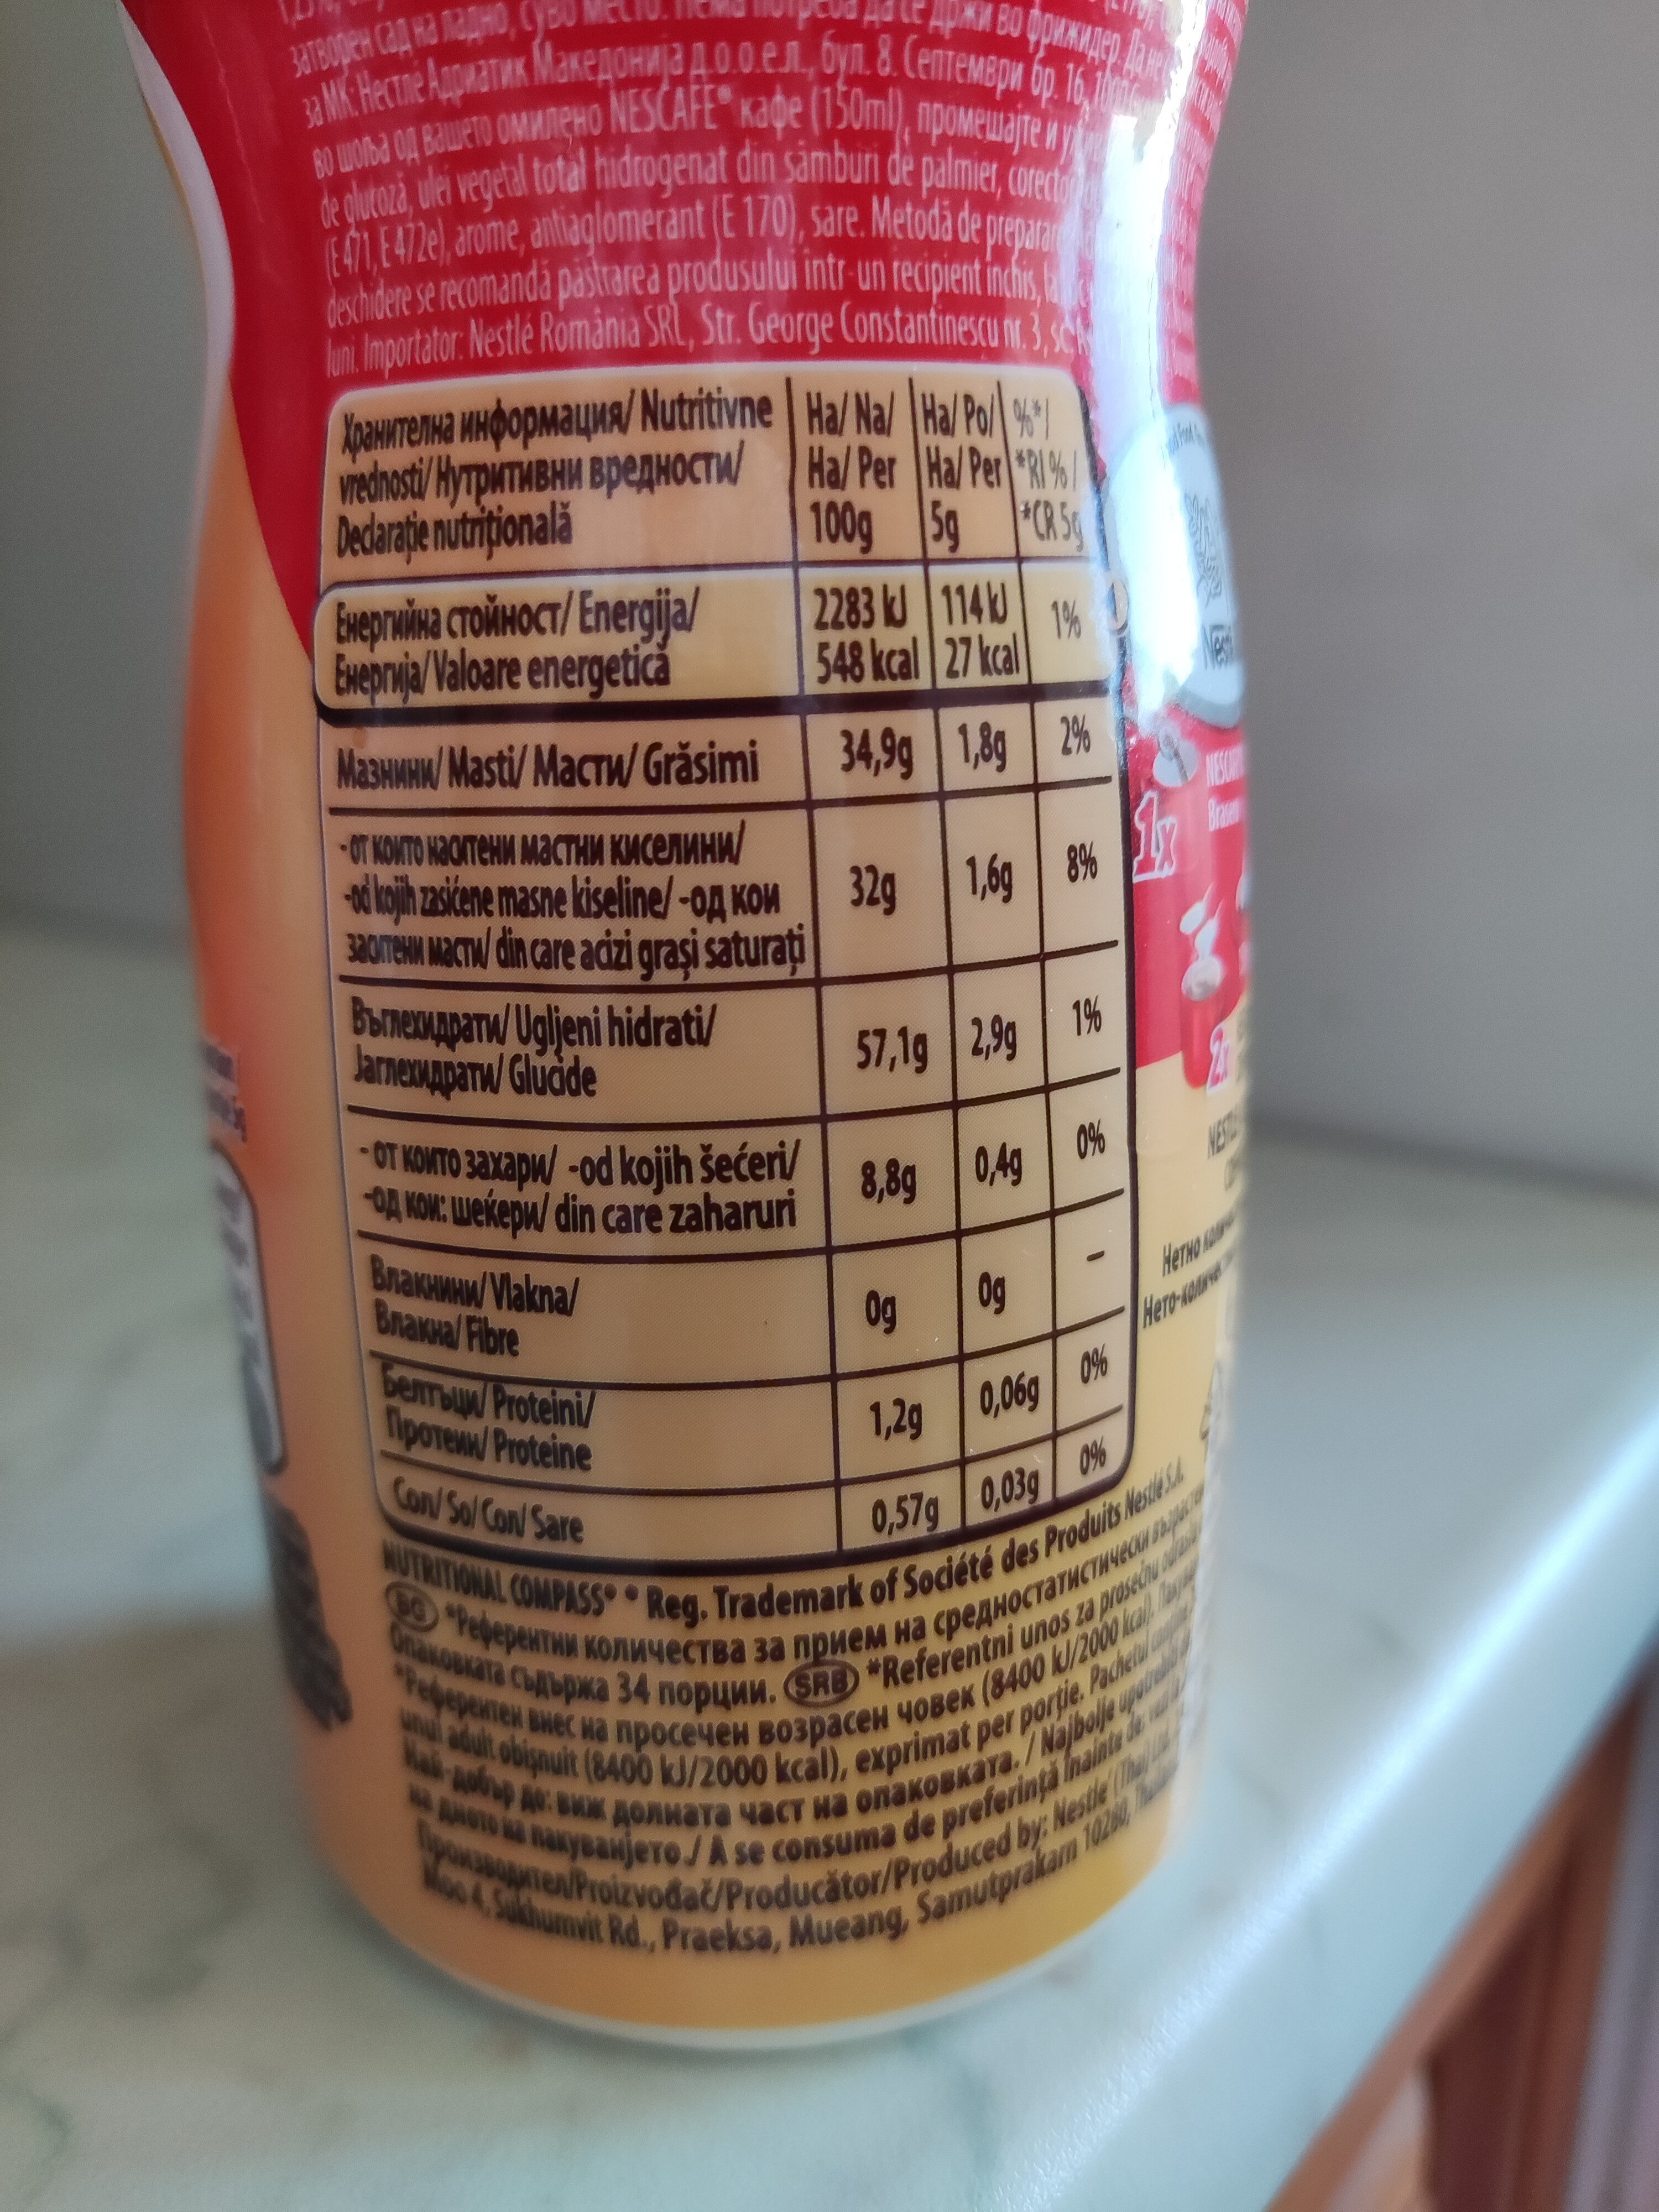 затворен сад на ладно, суво место. Нема потреба да се држи во фрижидер.
за МК: Нестле Адриатик Македонија д.о.о.е.л., бул. 8. Септември бр. 16,
во шолја од вашето омилено NESCAFÉ® кафе (150ml), промешајте и
de glucoză, ulei vegetal total hidrogenat din sâmburi de palmier,
(E 471, E 472e), arome, antiaglomerant (E 170), sare. Metodă de
deschidere se recomandă păstrarea produsului într-un recipient închis,
luni. Importator: Nestlé România SRL, Str. George Constantinescu nr. 3,
Хранителна информация/ Nutritivne
vrednosti/ Нутритивни вредности/
Declarație nutrițională
На/ Na/
На/ Per
100g
На/ Po/
На/ Per
5g
%*/
*RI % /
*CR 5g
Енергийна стойност/ Energija/
Енергија/ Valoare energetică
2283 kJ 114 kJ 1%
548 kcal 27 kcal
Мазнини/ Masti/ Масти/ Grăsimi 34,9g 1,8g 2%
- от които наситени мастни киселини/
-od kojih zasićene masne kiseline/ -од кои
заситени масти/ din care acizi grași saturați
32g 1,6g 8%
Въглехидрати/ Ugljeni hidrati/
Јаглехидрати/ Glucide
57,1g 2,9g 1%
- от които захари/ -od kojih šećeri/
-од кои: шеќери/ din care zaharuri
8,8g 0,4g 0%
Влакнини/ Vlakna/
Влакна/ Fibre
0g 0g –
Белтъци/ Proteini/
Протеин/ Proteine
1,2g 0,06g 0%
Сол/ So/ Сол/ Sare 0,57g 0,03g 0%
NUTRITIONAL COMPASS® ® Reg. Trademark of Société des Produits Nestlé S.A.
BG *Референтни количества за прием на средностатистически
Опаковката съдържа 34 порции. SRB *Referentni unos za prosečnu
*Референтен внес на просечен возрасен човек (8400 kJ/2000 kcal).
unui adult obișnuit (8400 kJ/2000 kcal), exprimat per porție. Pachetul
Най-добър до: виж долната част на опаковката. / Najbolje
на дното на пакувањето./ A se consuma de preferință înainte de:
Производител/Proizvođač/Producător/Produced by: Nestlé (Thai) Ltd.
Moo 4, Sukhumvit Rd., Praeksa, Mueang, Samutprakarn 10280,
1x
2x